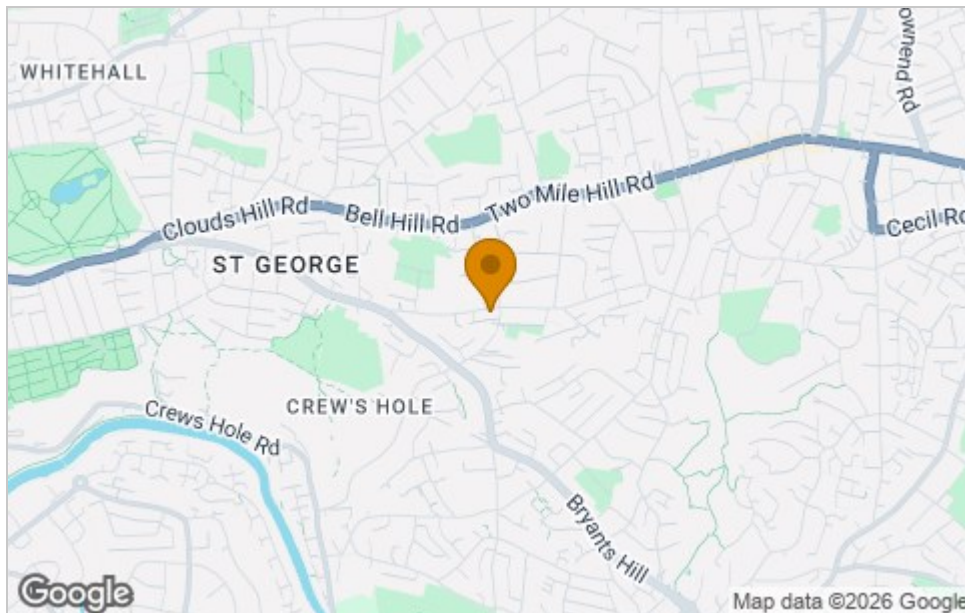 WHITEHALL
ownend Rd
Two Mile Hill Rd
Clouds Hill Rd
Bell Hill Rd
Cecil Ro
ST GEORGE
CREW'S HOLE
Crews Hole Rd
Bryants Hill
Google
Map data ©2026 Google